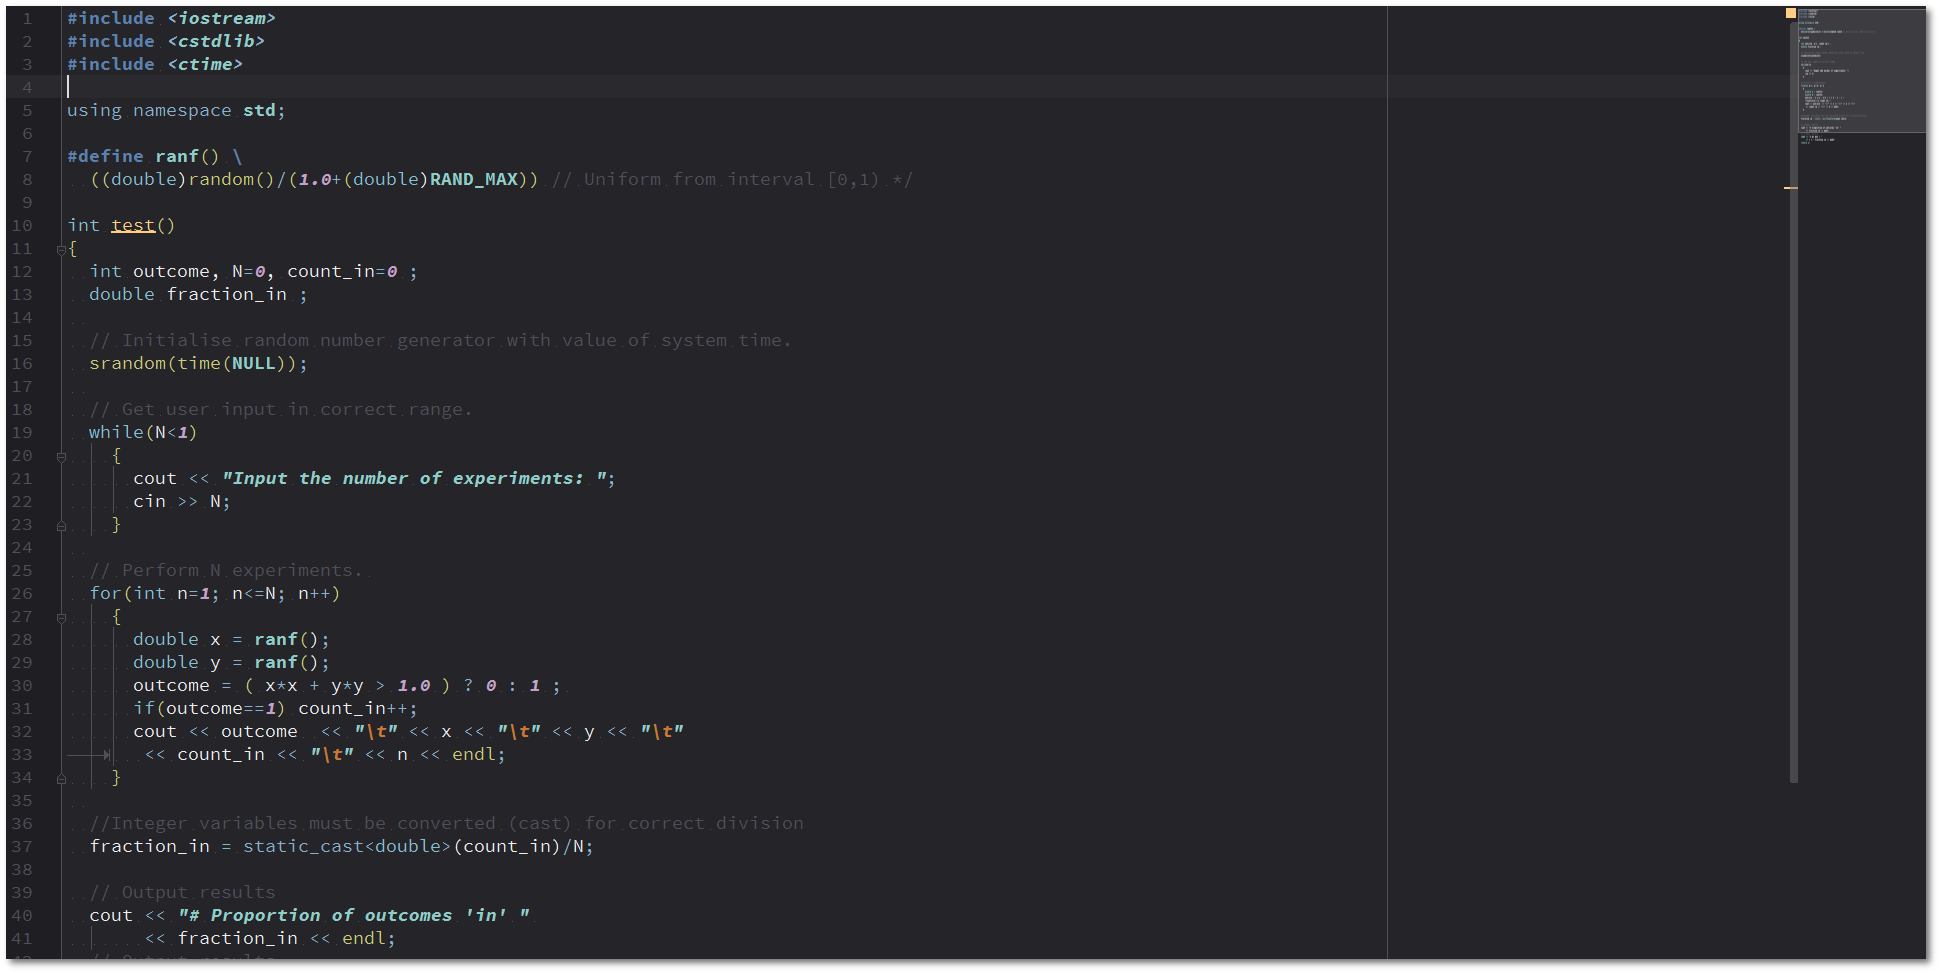 1 #include <iostream>
2 #include <cstdlib>
3 #include <ctime>
4
5 using namespace std;
6
7 #define ranf() \
8   ((double)random()/(1.0+(double)RAND_MAX)) // Uniform from interval [0,1) */
9
10 int test()
11 {
12   int outcome, N=0, count_in=0 ;
13   double fraction_in ;
14
15   // Initialise random number generator with value of system time.
16   srandom(time(NULL));
17
18   // Get user input in correct range.
19   while(N<1)
20     {
21       cout << "Input the number of experiments: ";
22       cin >> N;
23     }
24
25   // Perform N experiments.
26   for(int n=1; n<=N; n++)
27     {
28       double x = ranf();
29       double y = ranf();
30       outcome = ( x*x + y*y > 1.0 ) ? 0 : 1 ;
31       if(outcome==1) count_in++;
32       cout << outcome  << "\t" << x << "\t" << y << "\t"
33        << count_in << "\t" << n << endl;
34     }
35
36   //Integer variables must be converted (cast) for correct division
37   fraction_in = static_cast<double>(count_in)/N;
38
39   // Output results
40   cout << "# Proportion of outcomes 'in' "
41        << fraction_in << endl;